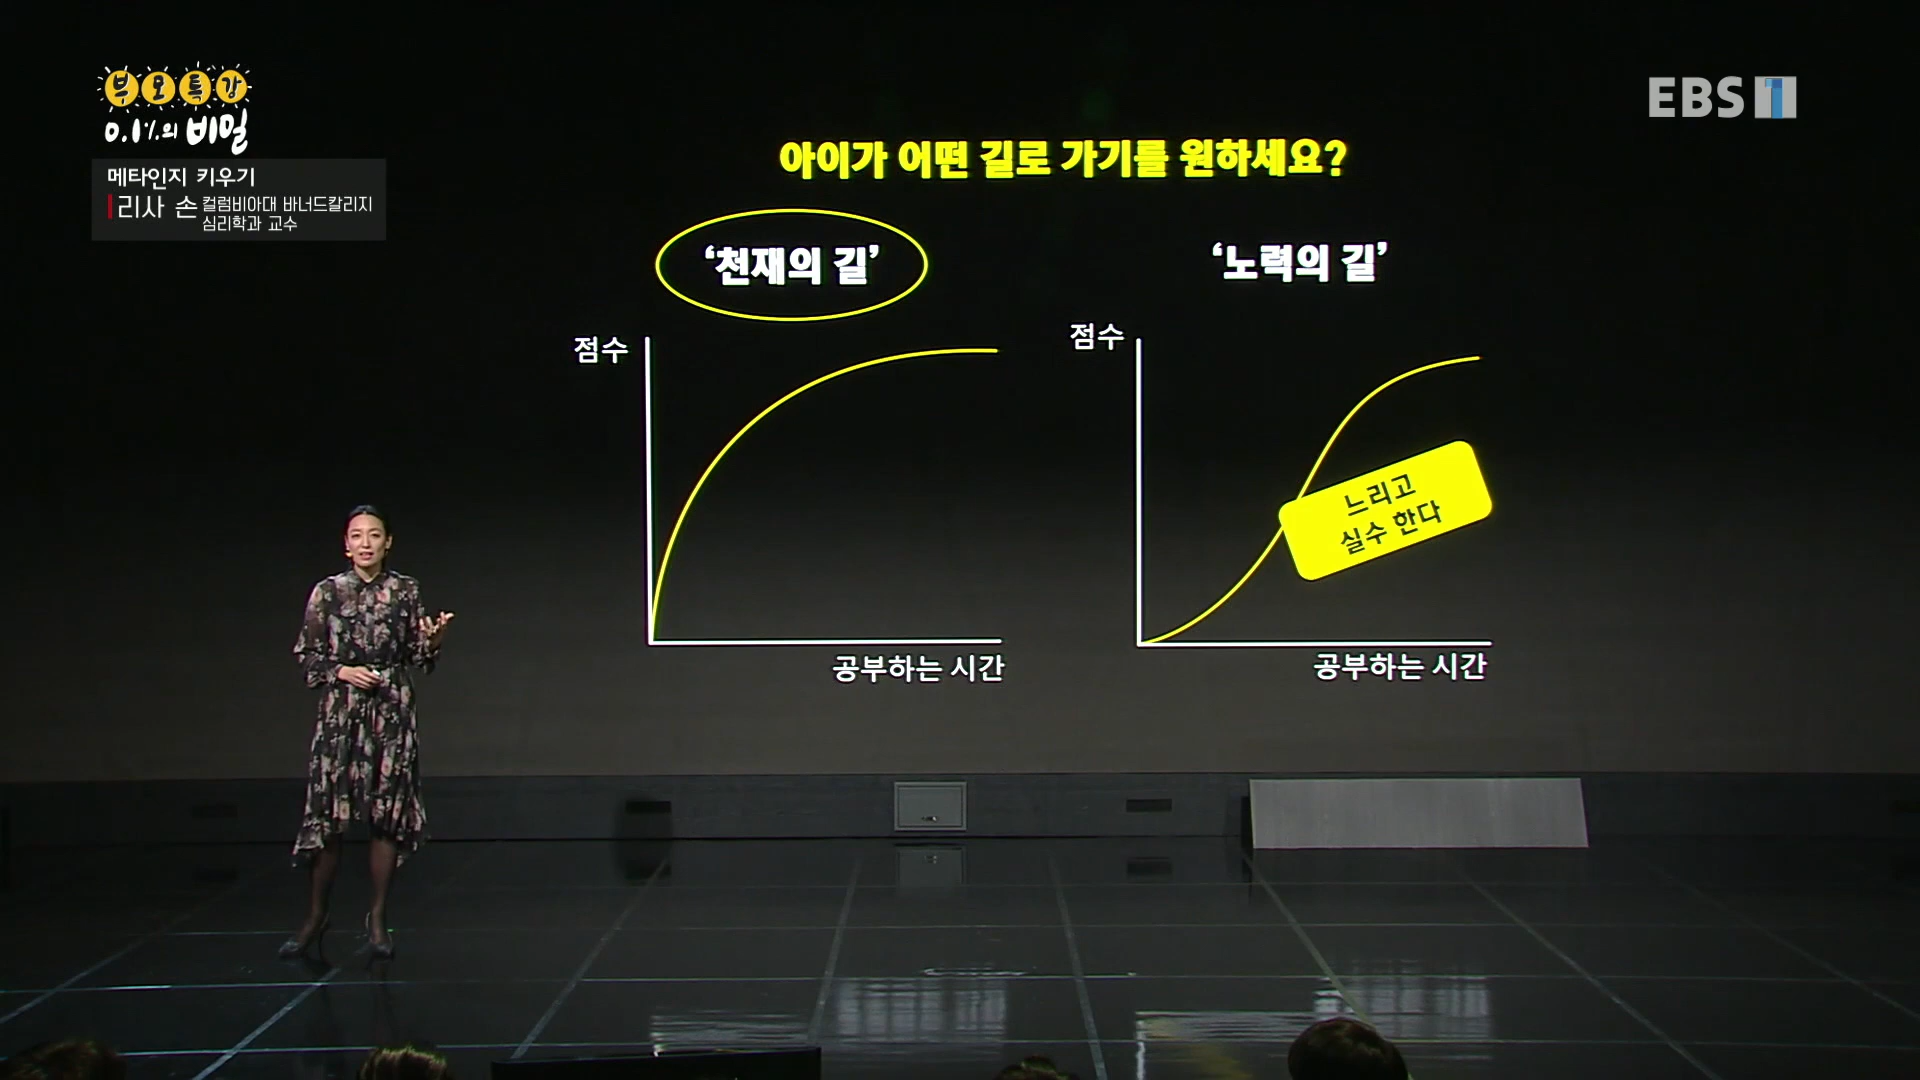 부모특강
0.1%의 비밀
메타인지 키우기
리사 손 컬럼비아대 바너드칼리지
심리학과 교수
EBS 1
아이가 어떤 길로 가기를 원하세요?
‘천재의 길’
‘노력의 길’
점수
점수
느리고
실수 한다
공부하는 시간
공부하는 시간